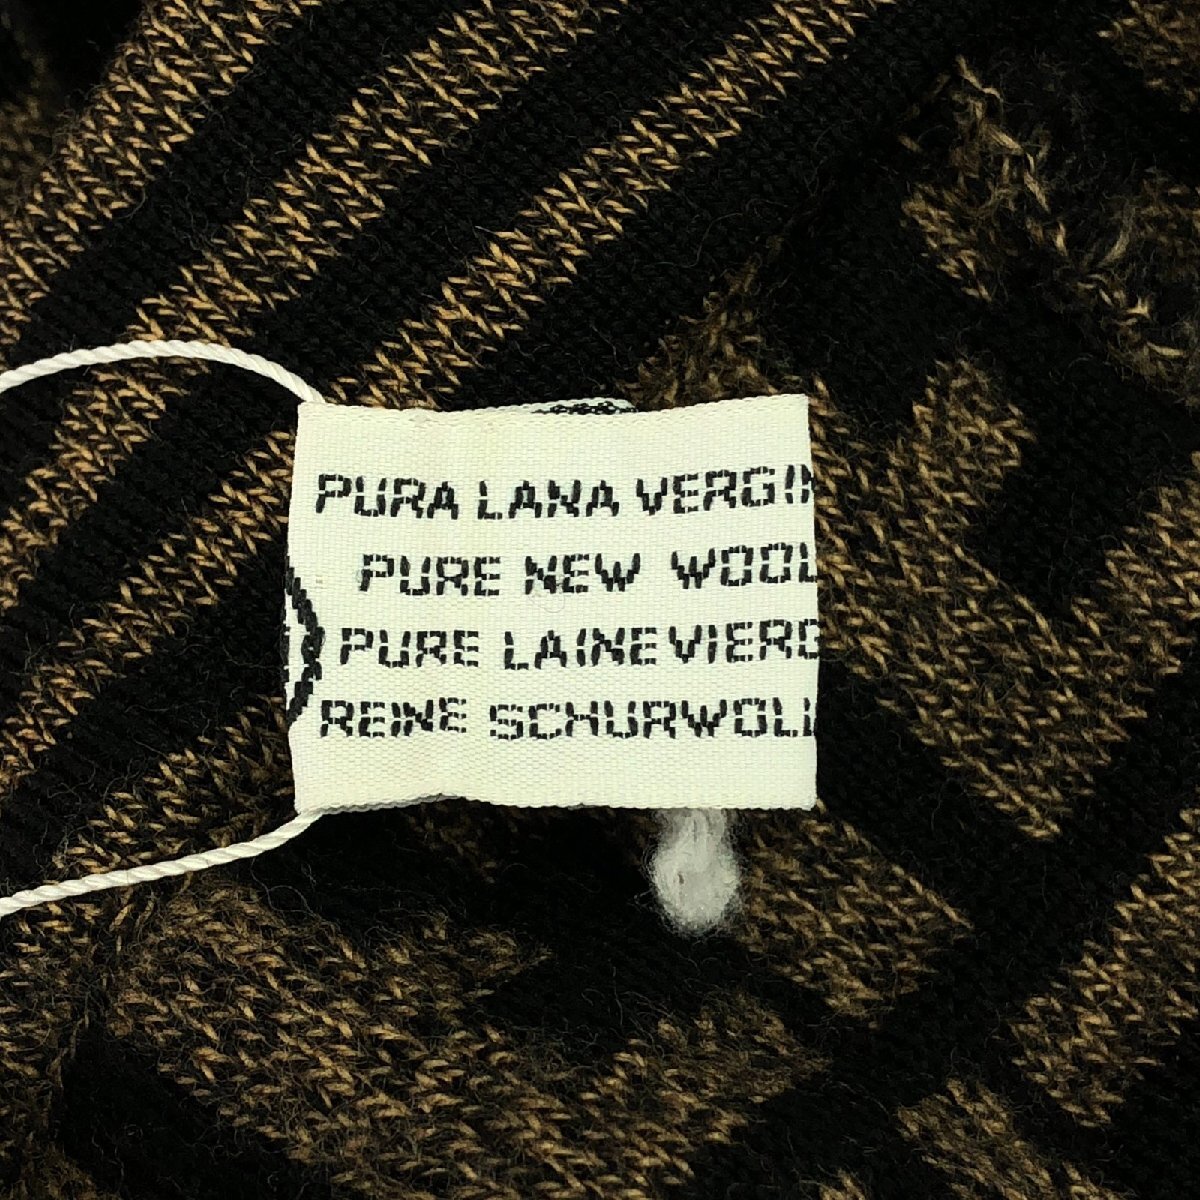 PURA LANA VERGIN
PURE NEW WOOL
PURE LAINE VIERG
REINE SCHURWOLL